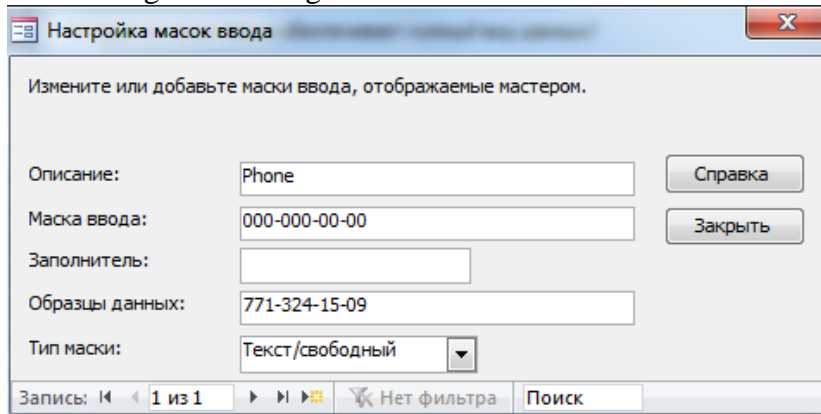 Настройка масок ввода
Измените или добавьте маски ввода, отображаемые мастером.
Описание: Phone Справка
Маска ввода: 000-000-00-00 Закрыть
Заполнитель:
Образцы данных: 771-324-15-09
Тип маски: Текст/свободный
Запись: 1 из 1 Нет фильтра Поиск